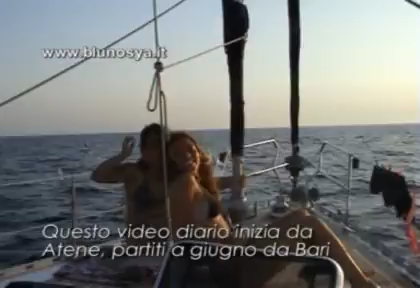 www.blunosya.it
Questo video diario inizia da
Atene, partiti a giugno da Bari